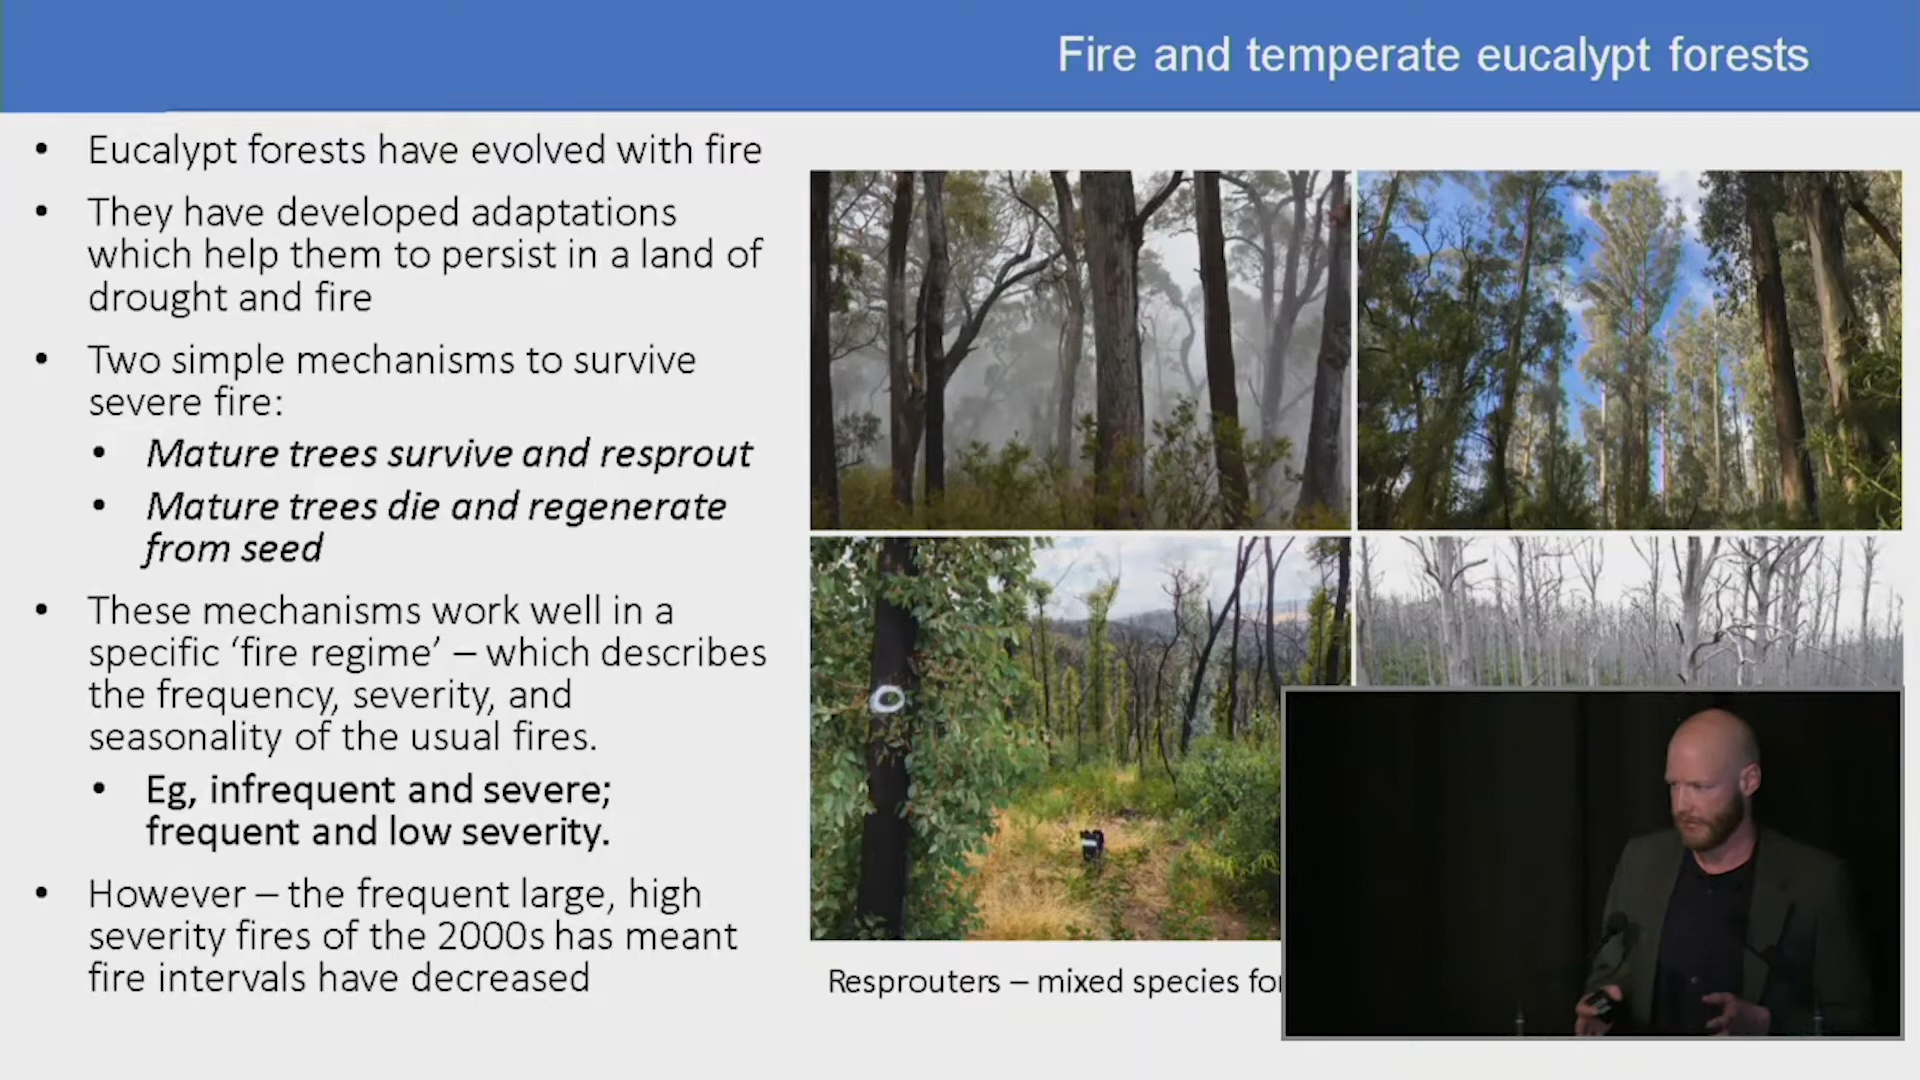 Fire and temperate eucalypt forests
• Eucalypt forests have evolved with fire
• They have developed adaptations
which help them to persist in a land of
drought and fire
• Two simple mechanisms to survive
severe fire:
• Mature trees survive and resprout
• Mature trees die and regenerate
from seed
• These mechanisms work well in a
specific ‘fire regime’ – which describes
the frequency, severity, and
seasonality of the usual fires.
• Eg, infrequent and severe;
frequent and low severity.
• However – the frequent large, high
severity fires of the 2000s has meant
fire intervals have decreased
Resprouters – mixed species